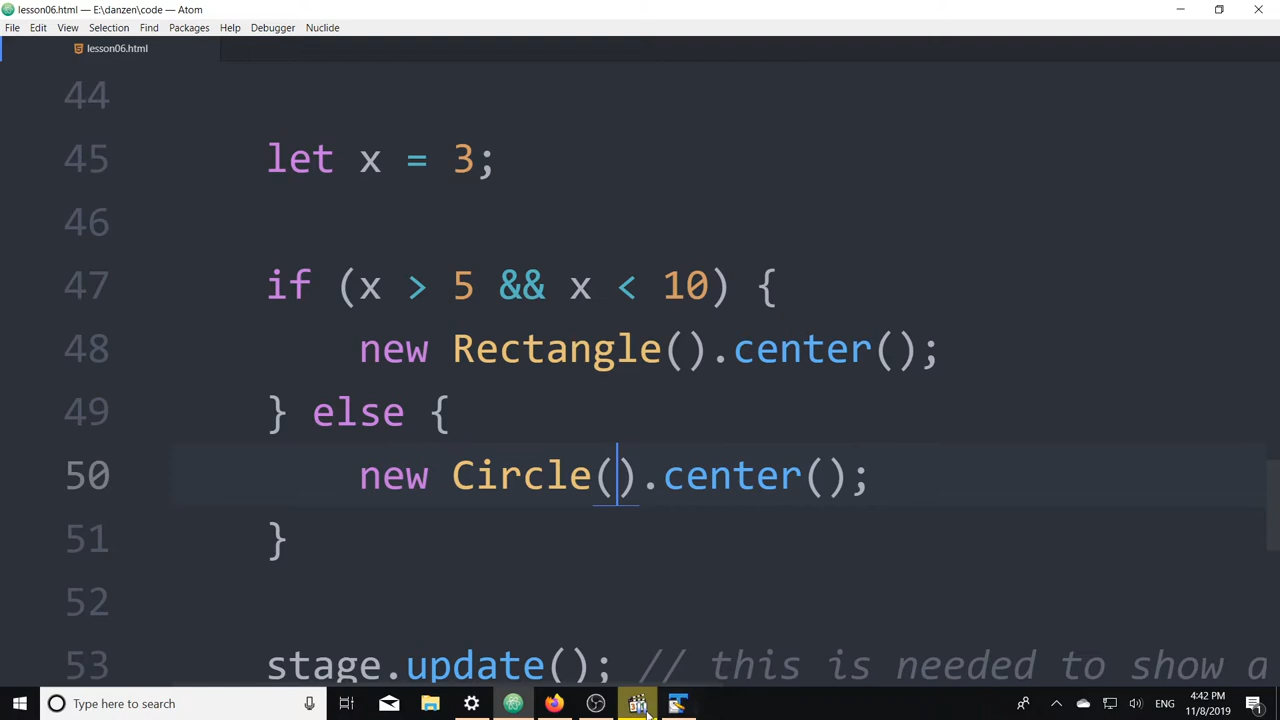 lesson06.html — E:\danzen\code — Atom
File Edit View Selection Find Packages Help Debugger Nuclide
lesson06.html
44
45 let x = 3;
46
47 if (x > 5 && x < 10) {
48 new Rectangle().center();
49 } else {
50 new Circle().center();
51 }
52
53 stage.update(); // this is needed to show a
Type here to search
ENG
4:42 PM
11/8/2019
1